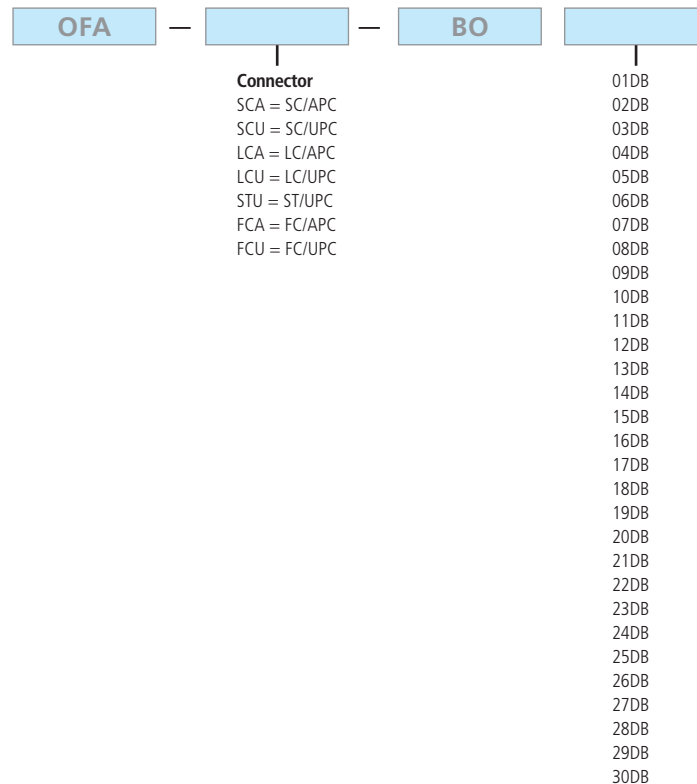 OFA — — BO
Connector
SCA = SC/APC
SCU = SC/UPC
LCA = LC/APC
LCU = LC/UPC
STU = ST/UPC
FCA = FC/APC
FCU = FC/UPC
01DB
02DB
03DB
04DB
05DB
06DB
07DB
08DB
09DB
10DB
11DB
12DB
13DB
14DB
15DB
16DB
17DB
18DB
19DB
20DB
21DB
22DB
23DB
24DB
25DB
26DB
27DB
28DB
29DB
30DB